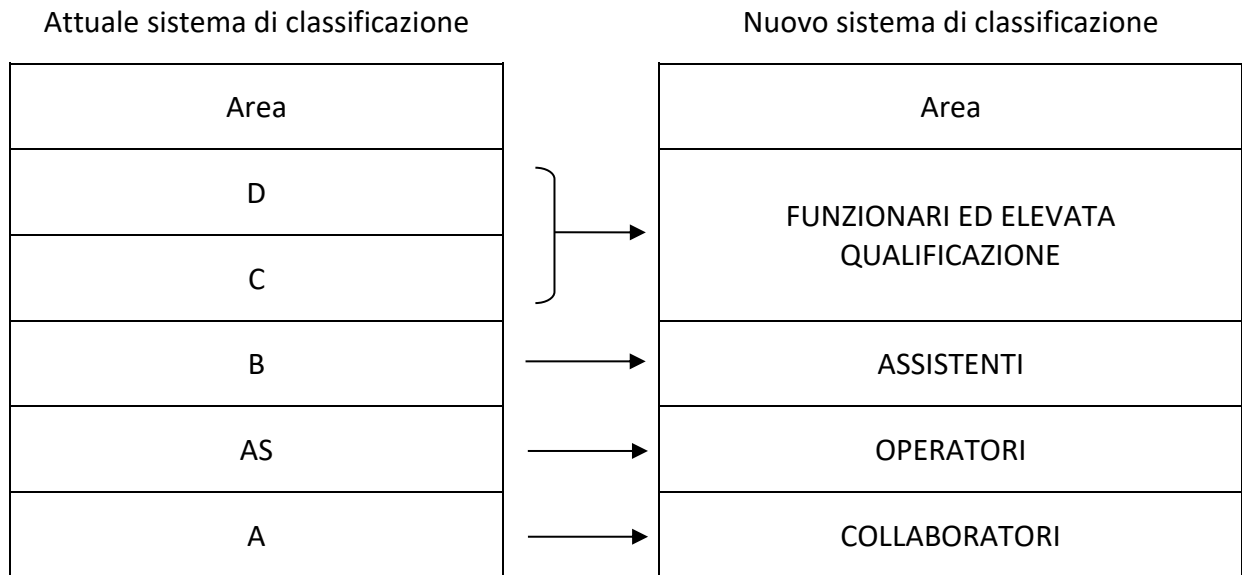 Attuale sistema di classificazione
Nuovo sistema di classificazione
Area
Area
D
C
FUNZIONARI ED ELEVATA
QUALIFICAZIONE
B
ASSISTENTI
AS
OPERATORI
A
COLLABORATORI